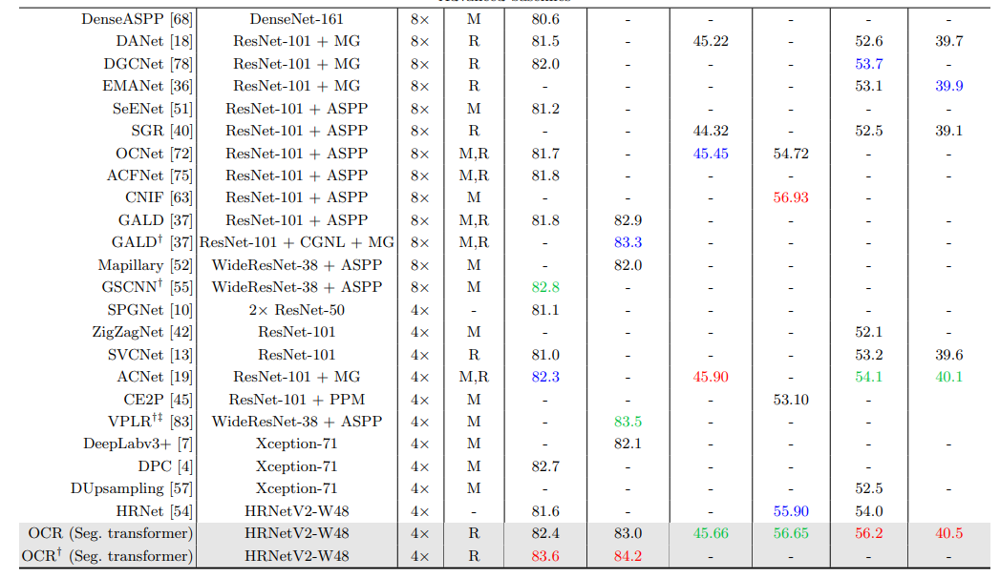 DenseASPP [68] DenseNet-161 8× M 80.6 - - - - -
DANet [18] ResNet-101 + MG 8× R 81.5 - 45.22 - 52.6 39.7
DGCNet [78] ResNet-101 + MG 8× R 82.0 - - - 53.7 -
EMANet [36] ResNet-101 + MG 8× R - - - - 53.1 39.9
SeENet [51] ResNet-101 + ASPP 8× M 81.2 - - - -
SGR [40] ResNet-101 + ASPP 8× R - - 44.32 - 52.5 39.1
OCNet [72] ResNet-101 + ASPP 8× M,R 81.7 - 45.45 54.72 - -
ACFNet [75] ResNet-101 + ASPP 8× M,R 81.8 - - - - -
CNIF [63] ResNet-101 + ASPP 8× M - - - 56.93 -
GALD [37] ResNet-101 + ASPP 8× M,R 81.8 82.9 - - - -
GALD† [37] ResNet-101 + CGNL + MG 8× M,R - 83.3 - - - -
Mapillary [52] WideResNet-38 + ASPP 8× M - 82.0 - - - -
GSCNN† [55] WideResNet-38 + ASPP 8× M 82.8 - - - - -
SPGNet [10] 2× ResNet-50 4× - 81.1 - - - - -
ZigZagNet [42] ResNet-101 4× M - - - - 52.1 -
SVCNet [13] ResNet-101 4× R 81.0 - - - 53.2 39.6
ACNet [19] ResNet-101 + MG 4× M,R 82.3 - 45.90 - 54.1 40.1
CE2P [45] ResNet-101 + PPM 4× M - - - 53.10 - -
VPLR†‡ [83] WideResNet-38 + ASPP 4× M - 83.5 - - - -
DeepLabv3+ [7] Xception-71 4× M - 82.1 - - - -
DPC [4] Xception-71 4× M 82.7 - - - -
DUpsampling [57] Xception-71 4× M - - - - 52.5 -
HRNet [54] HRNetV2-W48 4× - 81.6 - - 55.90 54.0
OCR (Seg. transformer) HRNetV2-W48 4× R 82.4 83.0 45.66 56.65 56.2 40.5
OCR† (Seg. transformer) HRNetV2-W48 4× R 83.6 84.2 - - - -